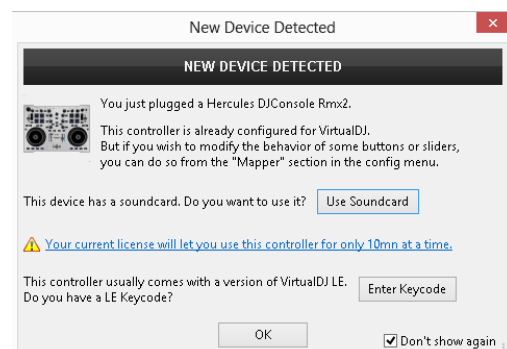 New Device Detected
NEW DEVICE DETECTED
You just plugged a Hercules DJConsole Rmx2.
This controller is already configured for VirtualDJ.
But if you wish to modify the behavior of some buttons or sliders,
you can do so from the "Mapper" section in the config menu.
This device has a soundcard. Do you want to use it? Use Soundcard
Your current license will let you use this controller for only 10mn at a time.
This controller usually comes with a version of VirtualDJ LE.
Do you have a LE Keycode? Enter Keycode
OK
Don't show again